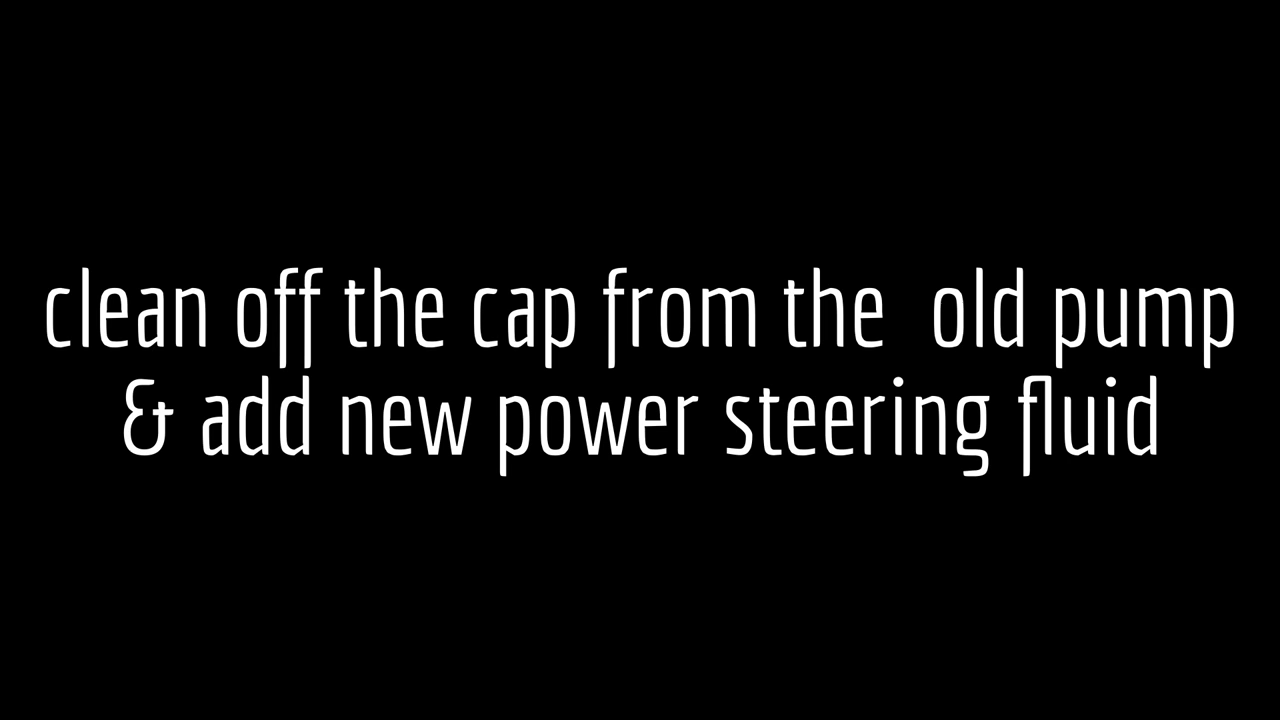 clean off the cap from the  old pump
& add new power steering fluid